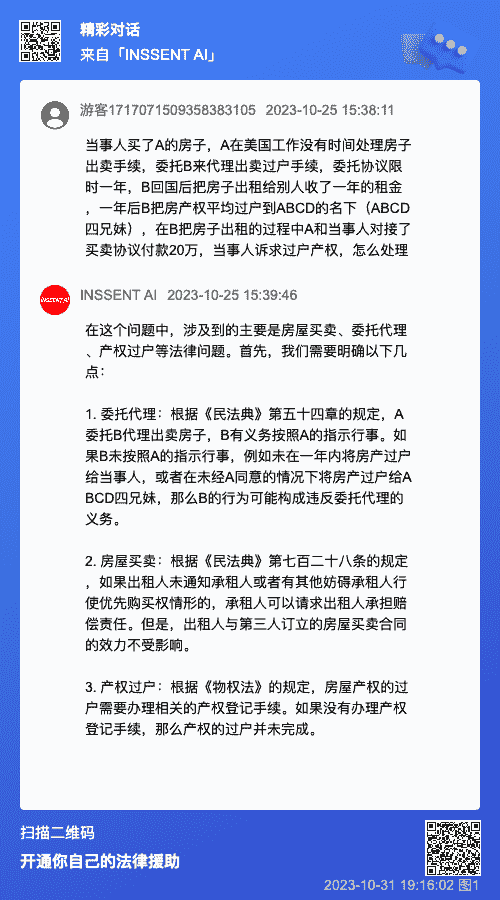 精彩对话
来自「INSSENT AI」
游客1717071509358383105 2023-10-25 15:38:11
当事人买了A的房子，A在美国工作没有时间处理房子
出卖手续，委托B来代理出卖过户手续，委托协议限
时一年，B回国后把房子出租给别人收了一年的租金
，一年后B把房产权平均过户到ABCD的名下（ABCD
四兄妹），在B把房子出租的过程中A和当事人对接了
买卖协议付款20万，当事人诉求过户产权，怎么处理
INSSENT AI
INSSENT AI 2023-10-25 15:39:46
在这个问题中，涉及到的主要是房屋买卖、委托代理
、产权过户等法律问题。首先，我们需要明确以下几
点：
1. 委托代理：根据《民法典》第五十四章的规定，A
委托B代理出卖房子，B有义务按照A的指示行事。如
果B未按照A的指示行事，例如未在一年内将房产过户
给当事人，或者在未经A同意的情况下将房产过户给A
BCD四兄妹，那么B的行为可能构成违反委托代理的
义务。
2. 房屋买卖：根据《民法典》第七百二十八条的规定
，如果出租人未通知承租人或者有其他妨碍承租人行
使优先购买权情形的，承租人可以请求出租人承担赔
偿责任。但是，出租人与第三人订立的房屋买卖合同
的效力不受影响。
3. 产权过户：根据《物权法》的规定，房屋产权的过
户需要办理相关的产权登记手续。如果没有办理产权
登记手续，那么产权的过户并未完成。
扫描二维码
开通你自己的法律援助
2023-10-31 19:16:02 图1